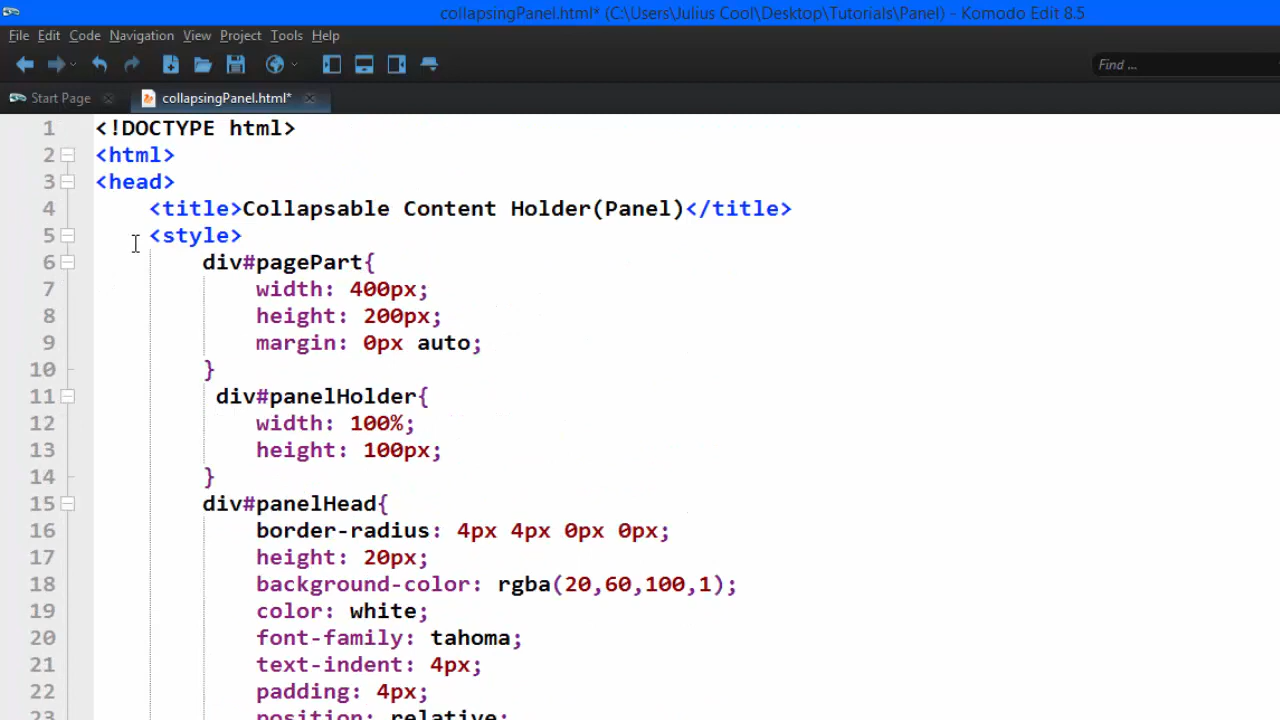 collapsingPanel.html* (C:\Users\Julius Cool\Desktop\Tutorials\Panel) - Komodo Edit 8.5
File Edit Code Navigation View Project Tools Help
Find ...
Start Page collapsingPanel.html*
1 <!DOCTYPE html>
2 <html>
3 <head>
4 <title>Collapsable Content Holder(Panel)</title>
5 <style>
6 div#pagePart{
7 width: 400px;
8 height: 200px;
9 margin: 0px auto;
10 }
11 div#panelHolder{
12 width: 100%;
13 height: 100px;
14 }
15 div#panelHead{
16 border-radius: 4px 4px 0px 0px;
17 height: 20px;
18 background-color: rgba(20,60,100,1);
19 color: white;
20 font-family: tahoma;
21 text-indent: 4px;
22 padding: 4px;
23 position: relative;